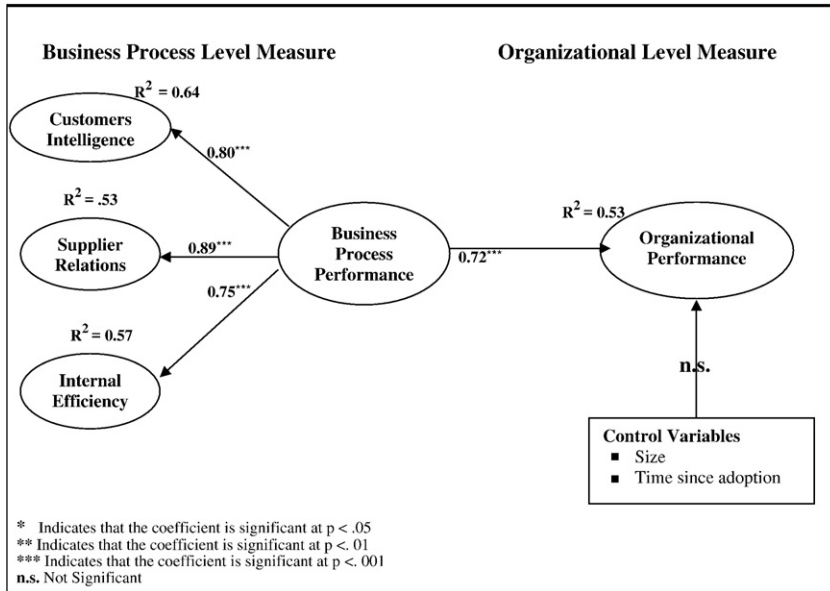 Business Process Level Measure
Organizational Level Measure
R² = 0.64
Customers
Intelligence
0.80***
R² = .53
Supplier
Relations
0.89***
Business
Process
Performance
0.72***
R² = 0.53
Organizational
Performance
0.75***
R² = 0.57
Internal
Efficiency
n.s.
Control Variables
▪ Size
▪ Time since adoption
* Indicates that the coefficient is significant at p < .05
** Indicates that the coefficient is significant at p <. 01
*** Indicates that the coefficient is significant at p <. 001
n.s. Not Significant